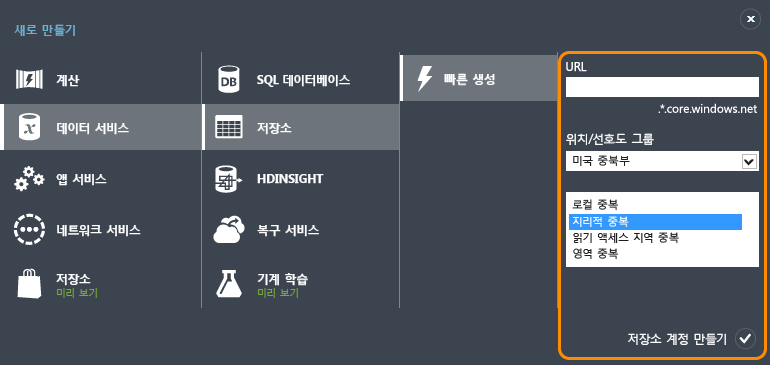 새로 만들기
계산
데이터 서비스
앱 서비스
네트워크 서비스
저장소
미리 보기
DB
SQL 데이터베이스
저장소
HDINSIGHT
복구 서비스
기계 학습
미리 보기
빠른 생성
URL
.*.core.windows.net
위치/선호도 그룹
미국 중북부
로컬 중복
지리적 중복
읽기 액세스 지역 중복
영역 중복
저장소 계정 만들기